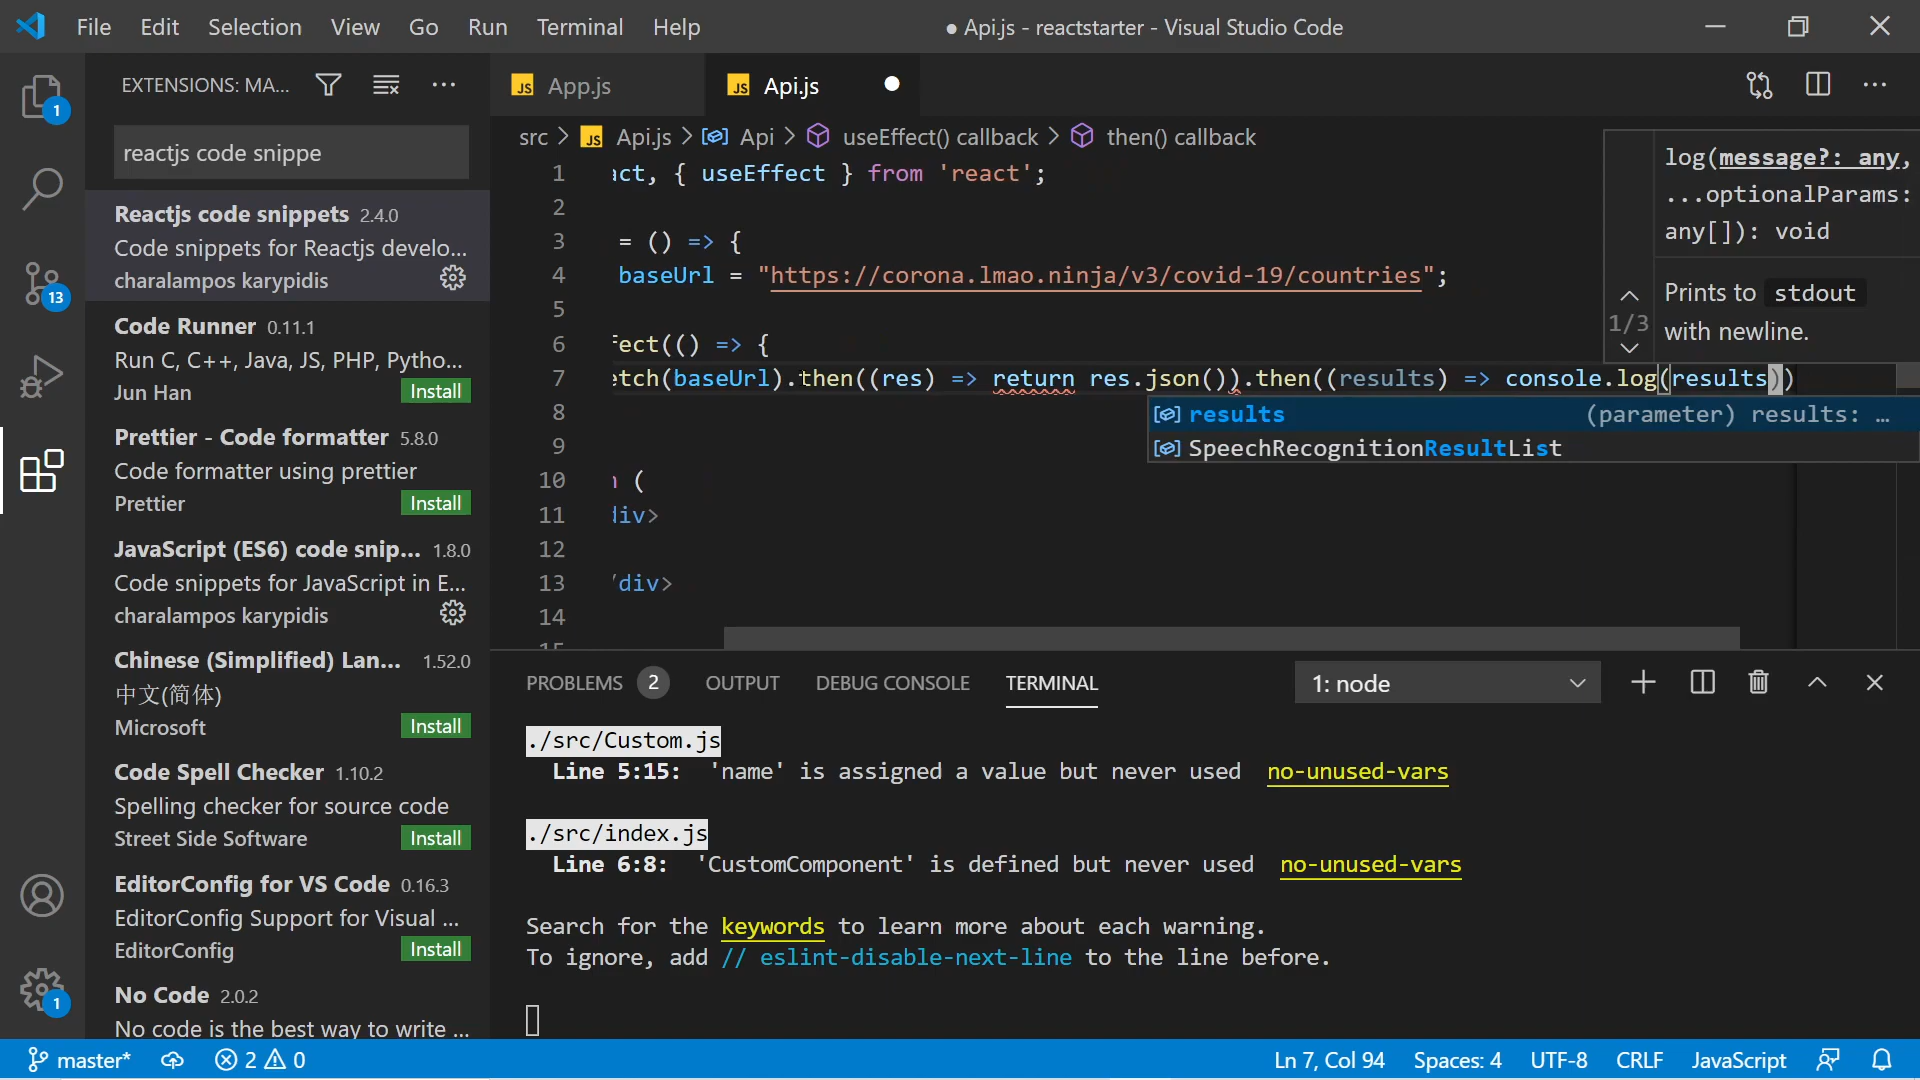 File Edit Selection View Go Run Terminal Help
● Api.js - reactstarter - Visual Studio Code
EXTENSIONS: MA...
reactjs code snippe
Reactjs code snippets 2.4.0
Code snippets for Reactjs develo...
charalampos karypidis
Code Runner 0.11.1
Run C, C++, Java, JS, PHP, Pytho...
Jun Han Install
Prettier - Code formatter 5.8.0
Code formatter using prettier
Prettier Install
JavaScript (ES6) code snip... 1.8.0
Code snippets for JavaScript in E...
charalampos karypidis
Chinese (Simplified) Lan... 1.52.0
中文(简体)
Microsoft Install
Code Spell Checker 1.10.2
Spelling checker for source code
Street Side Software Install
EditorConfig for VS Code 0.16.3
EditorConfig Support for Visual ...
EditorConfig Install
No Code 2.0.2
No code is the best way to write ...
1
13
1
JS App.js
JS Api.js
src > JS Api.js > Api > useEffect() callback > then() callback
1 act, { useEffect } from 'react';
2
3 = () => {
4 baseUrl = "https://corona.lmao.ninja/v3/covid-19/countries";
5
6 fect(() => {
7 etch(baseUrl).then((res) => return res.json()).then((results) => console.log(results))
8
9
10 (
11 div>
12
13 /div>
14
15
log(message?: any,
...optionalParams:
any[]): void
1/3
Prints to stdout
with newline.
results (parameter) results: …
SpeechRecognitionResultList
PROBLEMS 2 OUTPUT DEBUG CONSOLE TERMINAL 1: node
./src/Custom.js
Line 5:15: 'name' is assigned a value but never used no-unused-vars
./src/index.js
Line 6:8: 'CustomComponent' is defined but never used no-unused-vars
Search for the keywords to learn more about each warning.
To ignore, add // eslint-disable-next-line to the line before.
master* 2 0
Ln 7, Col 94 Spaces: 4 UTF-8 CRLF JavaScript